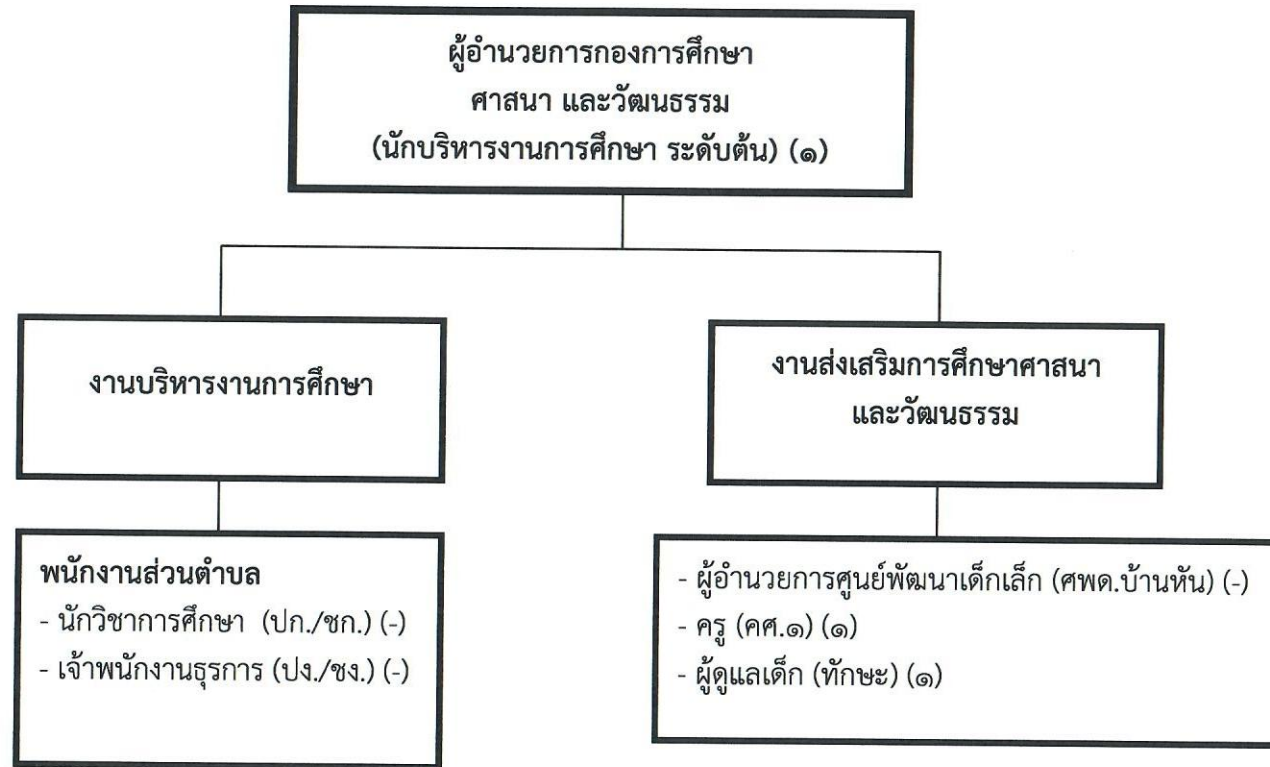 ผู้อำนวยการกองการศึกษา
ศาสนา และวัฒนธรรม
(นักบริหารงานการศึกษา ระดับต้น) (๑)
งานบริหารงานการศึกษา
งานส่งเสริมการศึกษาศาสนา
และวัฒนธรรม
พนักงานส่วนตำบล
- นักวิชาการศึกษา (ปก./ชก.) (-)
- เจ้าพนักงานธุรการ (ปง./ชง.) (-)
- ผู้อำนวยการศูนย์พัฒนาเด็กเล็ก (ศพด.บ้านหัน) (-)
- ครู (คศ.๑) (๑)
- ผู้ดูแลเด็ก (ทักษะ) (๑)